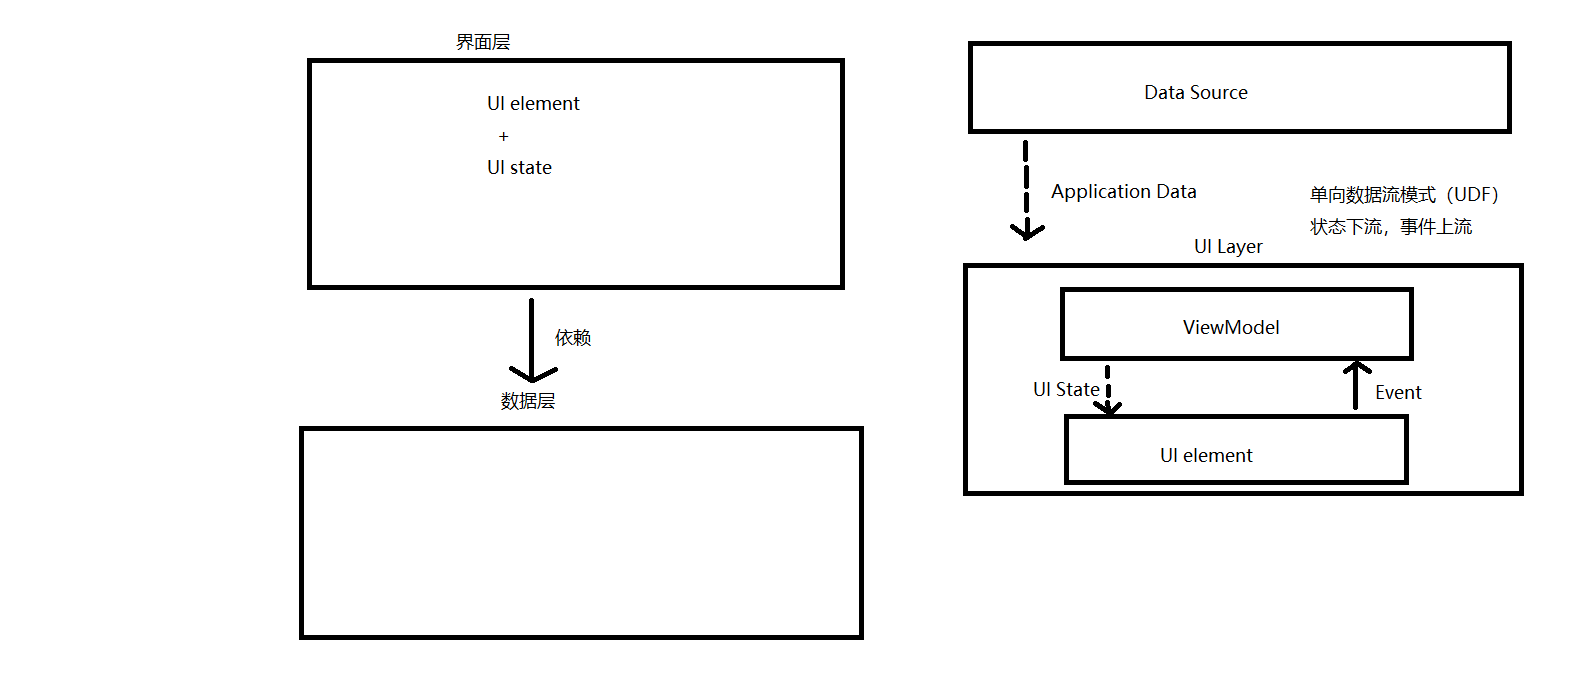 界面层
UI element
+
UI state
依赖
数据层
Data Source
Application Data
单向数据流模式（UDF）
状态下流，事件上流
UI Layer
ViewModel
UI State
Event
UI element